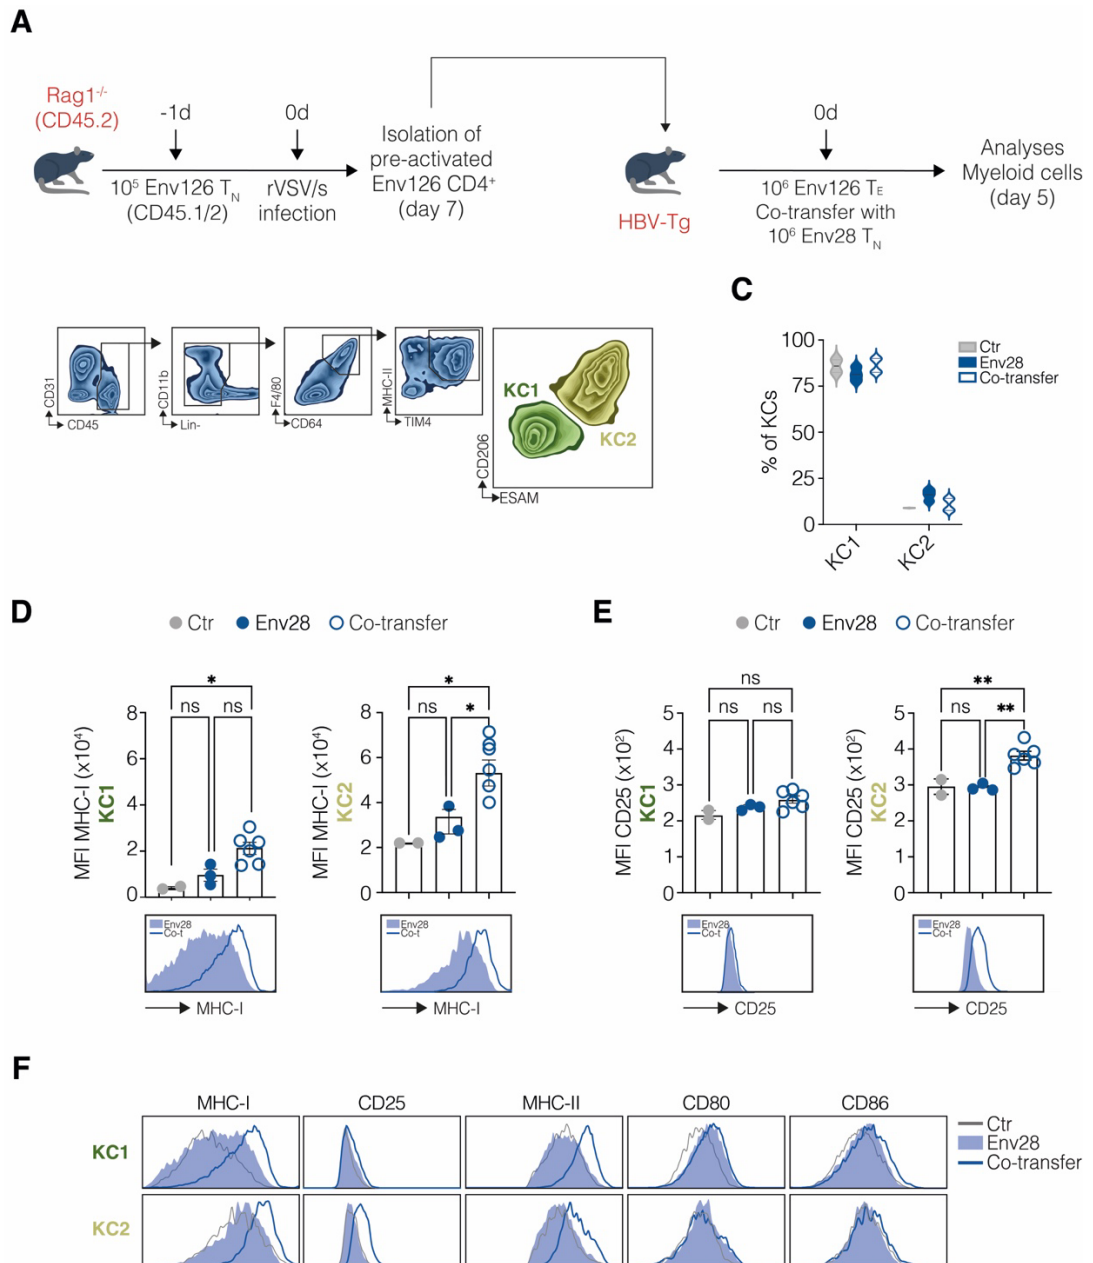 A
Rag1-/-
(CD45.2)
-1d
0d
10⁵ Env126 TN
(CD45.1/2)
rVSV/s
infection
Isolation of
pre-activated
Env126 CD4⁺
(day 7)
HBV-Tg
0d
10⁶ Env126 TE
Co-transfer with
10⁶ Env28 TN
Analyses
Myeloid cells
(day 5)
CD31
CD45
CD11b
Lin-
F4/80
CD64
MHC-II
TIM4
KC1
KC2
CD206
ESAM
C
100
75
50
25
0
% of KCs
KC1
KC2
Ctr
Env28
Co-transfer
D
Ctr
Env28
Co-transfer
*
ns
ns
8
6
4
2
0
MFI MHC-I (x10⁴)
KC1
Env28
Co-t
MHC-I
*
ns
*
8
6
4
2
0
MFI MHC-I (x10⁴)
KC2
Env28
Co-t
MHC-I
E
Ctr
Env28
Co-transfer
ns
ns
ns
5
4
3
2
1
0
MFI CD25 (x10²)
KC1
Env28
Co-t
CD25
**
ns
**
5
4
3
2
1
0
MFI CD25 (x10²)
KC2
Env28
Co-t
CD25
F
MHC-I
CD25
MHC-II
CD80
CD86
KC1
KC2
Ctr
Env28
Co-transfer